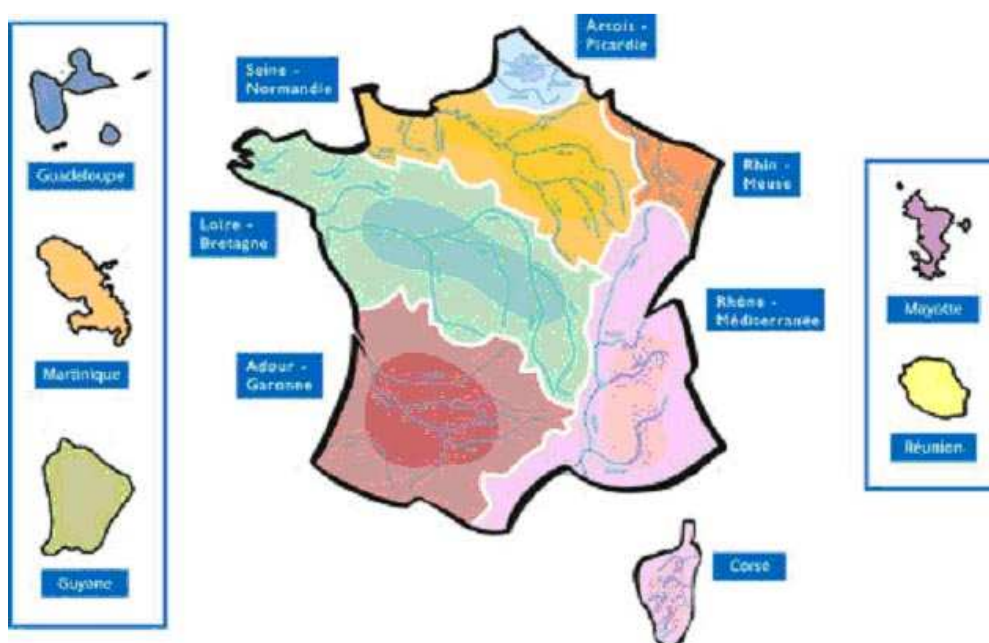 Artois -
Picardie
Seine -
Normandie
Rhin -
Meuse
Loire -
Bretagne
Rhône -
Méditerranée
Adour -
Garonne
Corse
Guadeloupe
Martinique
Guyane
Mayotte
Réunion